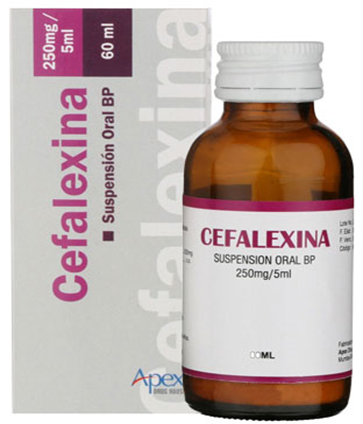 250mg/
5ml
60 ml
Cefalexina
Suspensión Oral BP
Cefalexina
Apex
CEFALEXINA
SUSPENSION ORAL BP
250mg/5ml
ML